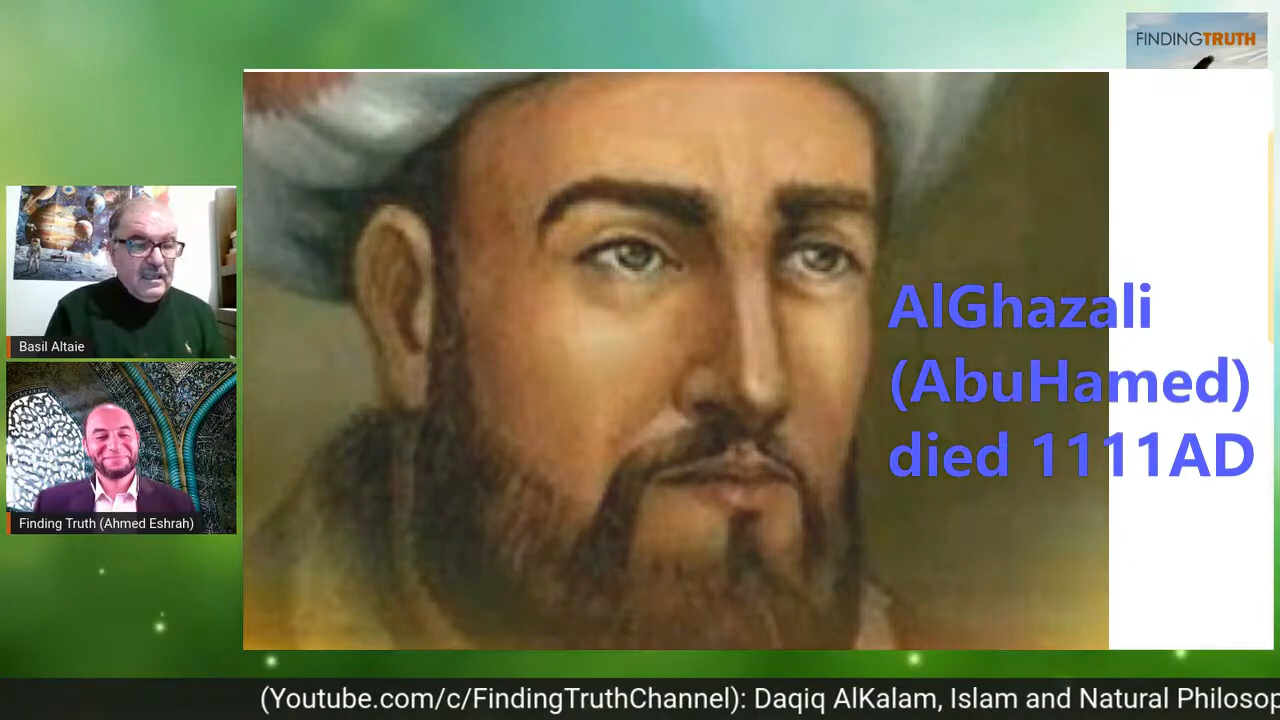 FINDINGTRUTH
Basil Altaie
Finding Truth (Ahmed Eshrah)
AlGhazali
(AbuHamed)
died 1111AD
(Youtube.com/c/FindingTruthChannel): Daqiq AlKalam, Islam and Natural Philosop